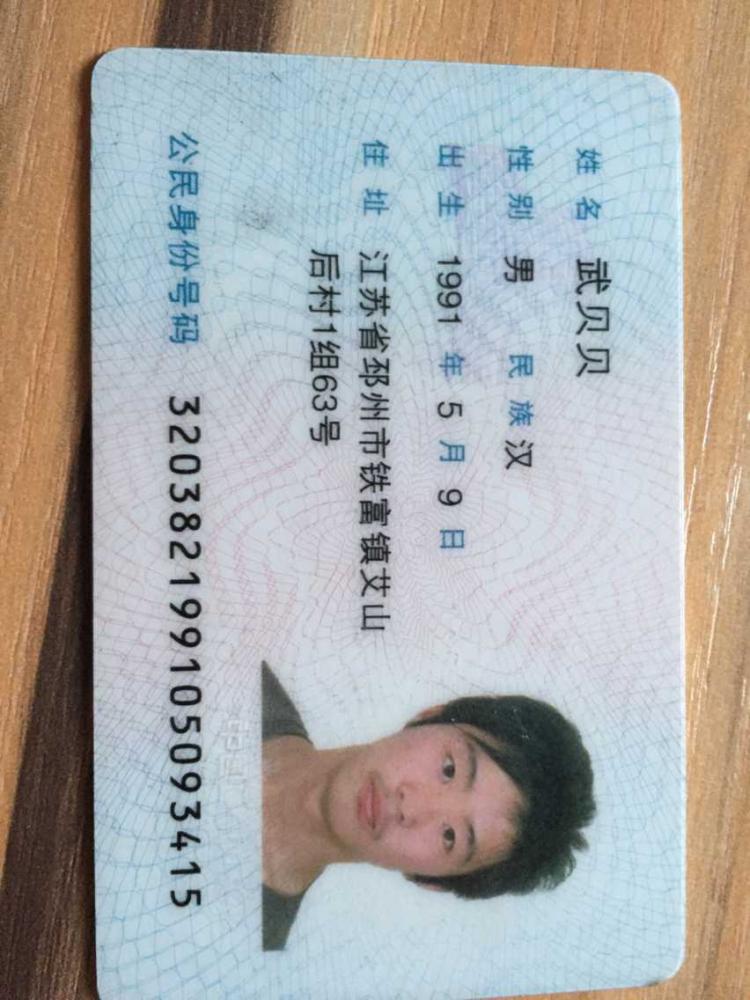 姓名 武贝贝
性别 男 民族 汉
出生 1991 年 5 月 9 日
住址 江苏省邳州市铁富镇艾山
后村1组63号
公民身份号码 320382199105093415